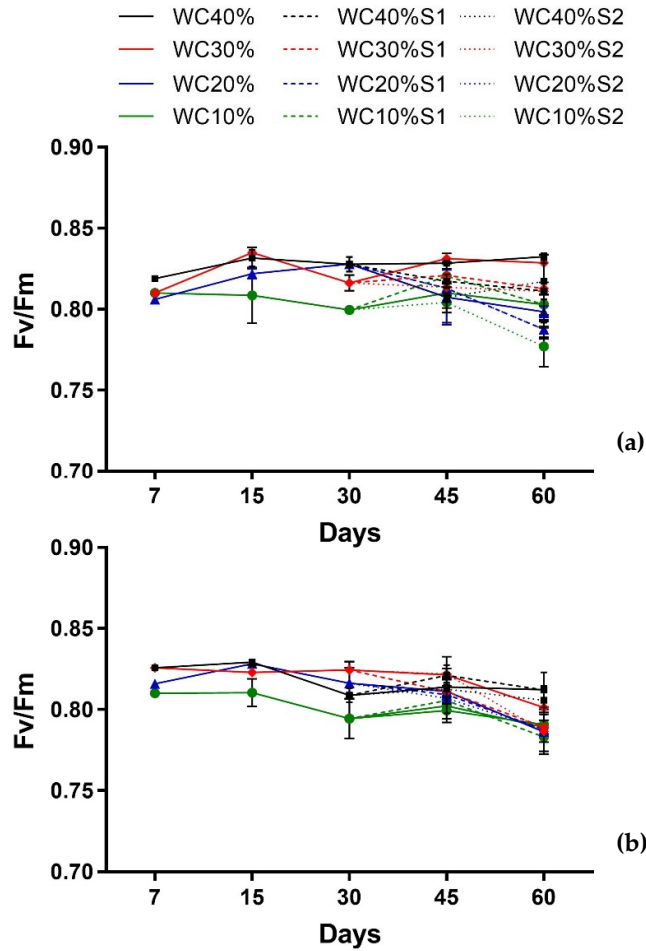 WC40% WC40%S1 WC40%S2
WC30% WC30%S1 WC30%S2
WC20% WC20%S1 WC20%S2
WC10% WC10%S1 WC10%S2
0.90
0.85
0.80
0.75
0.70
Fv/Fm
7 15 30 45 60
Days
(a)
0.90
0.85
0.80
0.75
0.70
Fv/Fm
7 15 30 45 60
Days
(b)